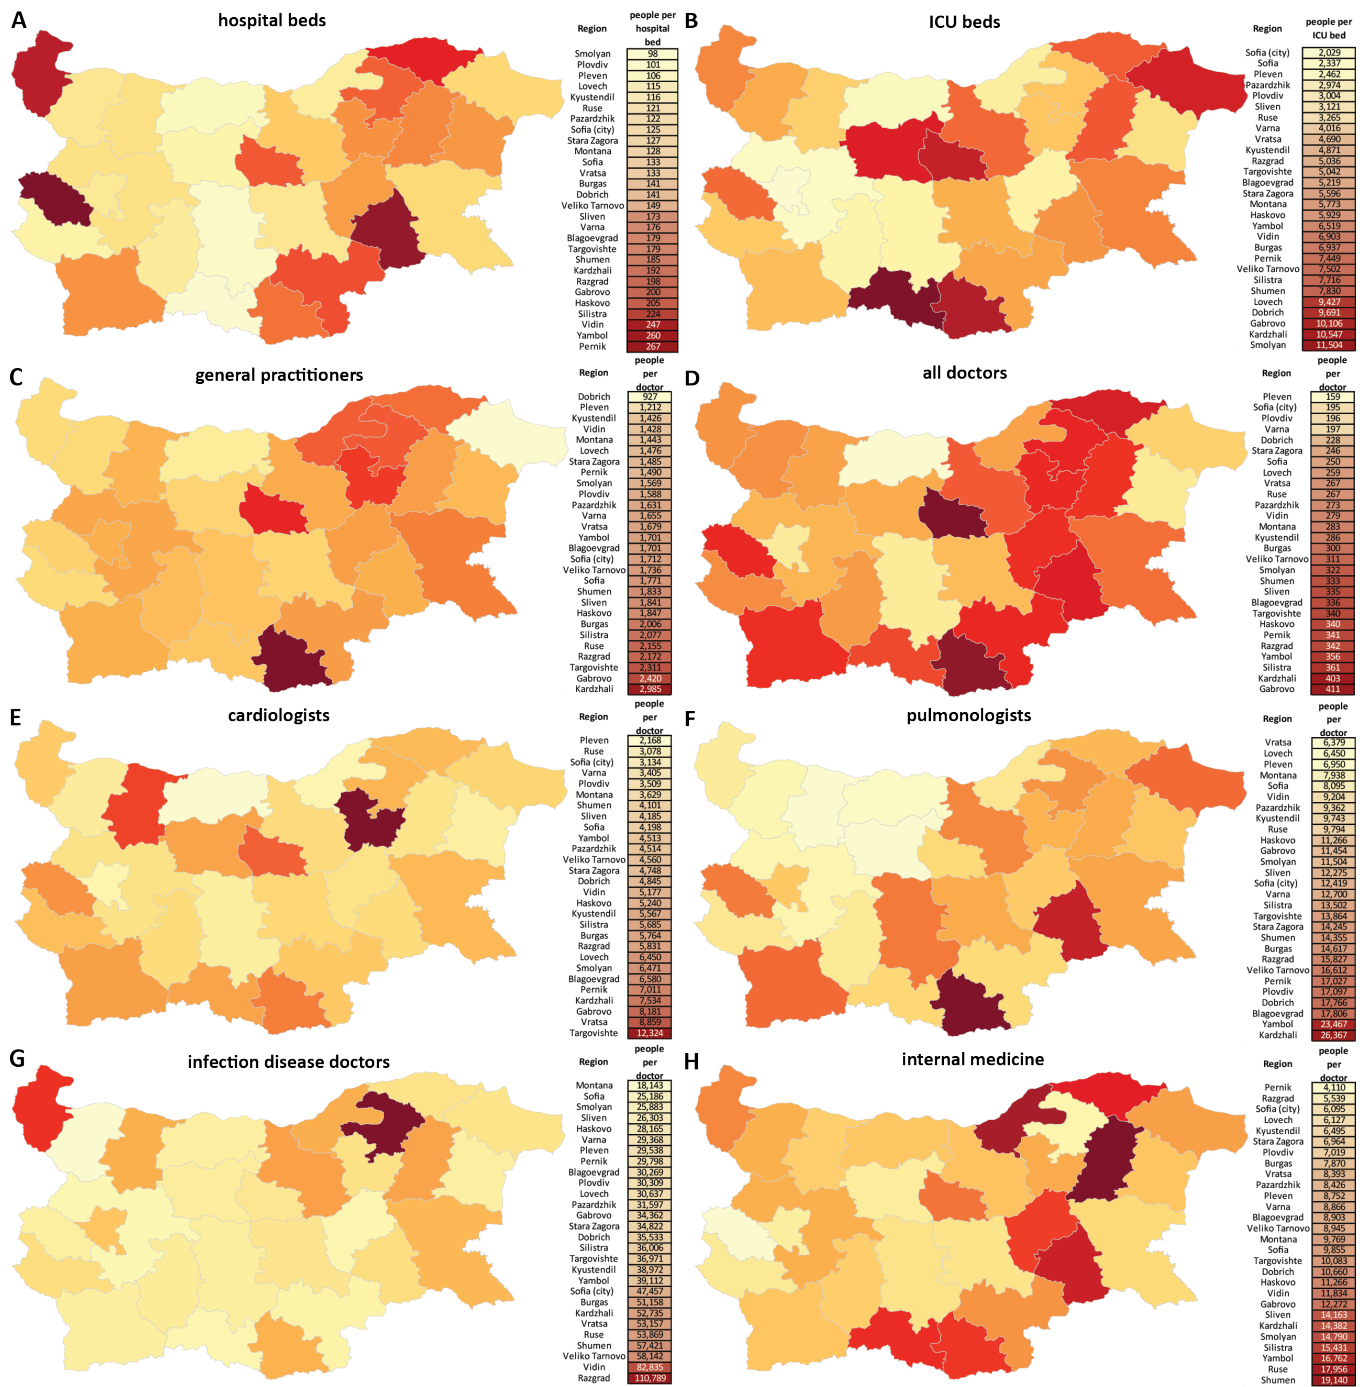 A
hospital beds
Region
people per
hospital
bed
Smolyan 98
Plovdiv 101
Pleven 106
Lovech 115
Kyustendil 116
Ruse 121
Pazardzhik 122
Sofia (city) 125
Stara Zagora 127
Montana 128
Sofia 133
Vratsa 133
Burgas 141
Dobrich 141
Veliko Tarnovo 149
Sliven 173
Varna 176
Blagoevgrad 179
Targovishte 179
Shumen 185
Kardzhali 192
Razgrad 198
Gabrovo 200
Haskovo 205
Silistra 224
Vidin 247
Yambol 260
Pernik 267
B
ICU beds
Region
people per
ICU bed
Sofia (city) 2,029
Sofia 2,337
Pleven 2,462
Pazardzhik 2,974
Plovdiv 3,004
Sliven 3,121
Ruse 3,265
Varna 4,016
Vratsa 4,690
Kyustendil 4,871
Razgrad 5,036
Targovishte 5,042
Blagoevgrad 5,219
Stara Zagora 5,596
Montana 5,773
Haskovo 5,929
Yambol 6,519
Vidin 6,903
Burgas 6,937
Pernik 7,449
Veliko Tarnovo 7,502
Silistra 7,716
Shumen 7,830
Lovech 9,427
Dobrich 9,691
Gabrovo 10,106
Kardzhali 10,547
Smolyan 11,504
C
general practitioners
Region
people
per
doctor
Dobrich 927
Pleven 1,212
Kyustendil 1,426
Vidin 1,428
Montana 1,443
Lovech 1,476
Stara Zagora 1,485
Pernik 1,490
Smolyan 1,569
Plovdiv 1,588
Pazardzhik 1,631
Varna 1,655
Vratsa 1,679
Yambol 1,701
Blagoevgrad 1,701
Sofia (city) 1,712
Veliko Tarnovo 1,736
Sofia 1,771
Shumen 1,833
Sliven 1,841
Haskovo 1,847
Burgas 2,006
Silistra 2,077
Ruse 2,155
Razgrad 2,172
Targovishte 2,311
Gabrovo 2,420
Kardzhali 2,985
D
all doctors
Region
people
per
doctor
Pleven 159
Sofia (city) 195
Plovdiv 196
Varna 197
Dobrich 228
Stara Zagora 246
Sofia 250
Lovech 259
Vratsa 267
Ruse 267
Pazardzhik 273
Vidin 279
Montana 283
Kyustendil 286
Burgas 300
Veliko Tarnovo 311
Smolyan 322
Shumen 333
Sliven 335
Blagoevgrad 336
Targovishte 340
Haskovo 340
Pernik 341
Razgrad 342
Yambol 356
Silistra 361
Kardzhali 403
Gabrovo 411
E
cardiologists
Region
people
per
doctor
Pleven 2,168
Ruse 3,078
Sofia (city) 3,134
Varna 3,405
Plovdiv 3,509
Montana 3,629
Shumen 4,101
Sliven 4,185
Sofia 4,198
Yambol 4,513
Pazardzhik 4,514
Veliko Tarnovo 4,560
Stara Zagora 4,748
Dobrich 4,845
Vidin 5,177
Haskovo 5,240
Kyustendil 5,567
Silistra 5,685
Burgas 5,764
Razgrad 5,831
Lovech 6,450
Smolyan 6,471
Blagoevgrad 6,580
Pernik 7,011
Kardzhali 7,534
Gabrovo 8,181
Vratsa 8,859
Targovishte 12,324
F
pulmonologists
Region
people
per
doctor
Vratsa 6,379
Lovech 6,450
Pleven 6,950
Montana 7,938
Sofia 8,095
Vidin 9,204
Pazardzhik 9,362
Kyustendil 9,743
Ruse 9,794
Haskovo 11,266
Gabrovo 11,454
Smolyan 11,504
Sliven 12,275
Sofia (city) 12,419
Varna 12,700
Silistra 13,502
Targovishte 13,864
Stara Zagora 14,245
Shumen 14,355
Burgas 14,617
Razgrad 15,827
Veliko Tarnovo 16,612
Pernik 17,027
Plovdiv 17,097
Dobrich 17,766
Blagoevgrad 17,806
Yambol 23,467
Kardzhali 26,367
G
infection disease doctors
Region
people
per
doctor
Montana 18,143
Sofia 25,186
Smolyan 25,883
Sliven 26,303
Haskovo 28,165
Varna 29,368
Pleven 29,538
Pernik 29,798
Blagoevgrad 30,269
Plovdiv 30,309
Lovech 30,637
Pazardzhik 31,597
Gabrovo 34,362
Stara Zagora 34,822
Dobrich 35,533
Silistra 36,006
Targovishte 36,971
Kyustendil 38,972
Yambol 39,112
Sofia (city) 47,457
Burgas 51,158
Kardzhali 52,735
Vratsa 53,157
Ruse 53,869
Shumen 57,421
Veliko Tarnovo 58,142
Vidin 82,835
Razgrad 110,789
H
internal medicine
Region
people
per
doctor
Pernik 4,110
Razgrad 5,539
Sofia (city) 6,095
Lovech 6,127
Kyustendil 6,495
Stara Zagora 6,964
Plovdiv 7,019
Burgas 7,870
Vratsa 8,393
Pazardzhik 8,426
Pleven 8,752
Varna 8,866
Blagoevgrad 8,903
Veliko Tarnovo 8,945
Montana 9,769
Sofia 9,855
Targovishte 10,083
Dobrich 10,660
Haskovo 11,266
Vidin 11,834
Gabrovo 12,272
Sliven 14,163
Kardzhali 14,382
Smolyan 14,790
Silistra 15,431
Yambol 16,762
Ruse 17,956
Shumen 19,140